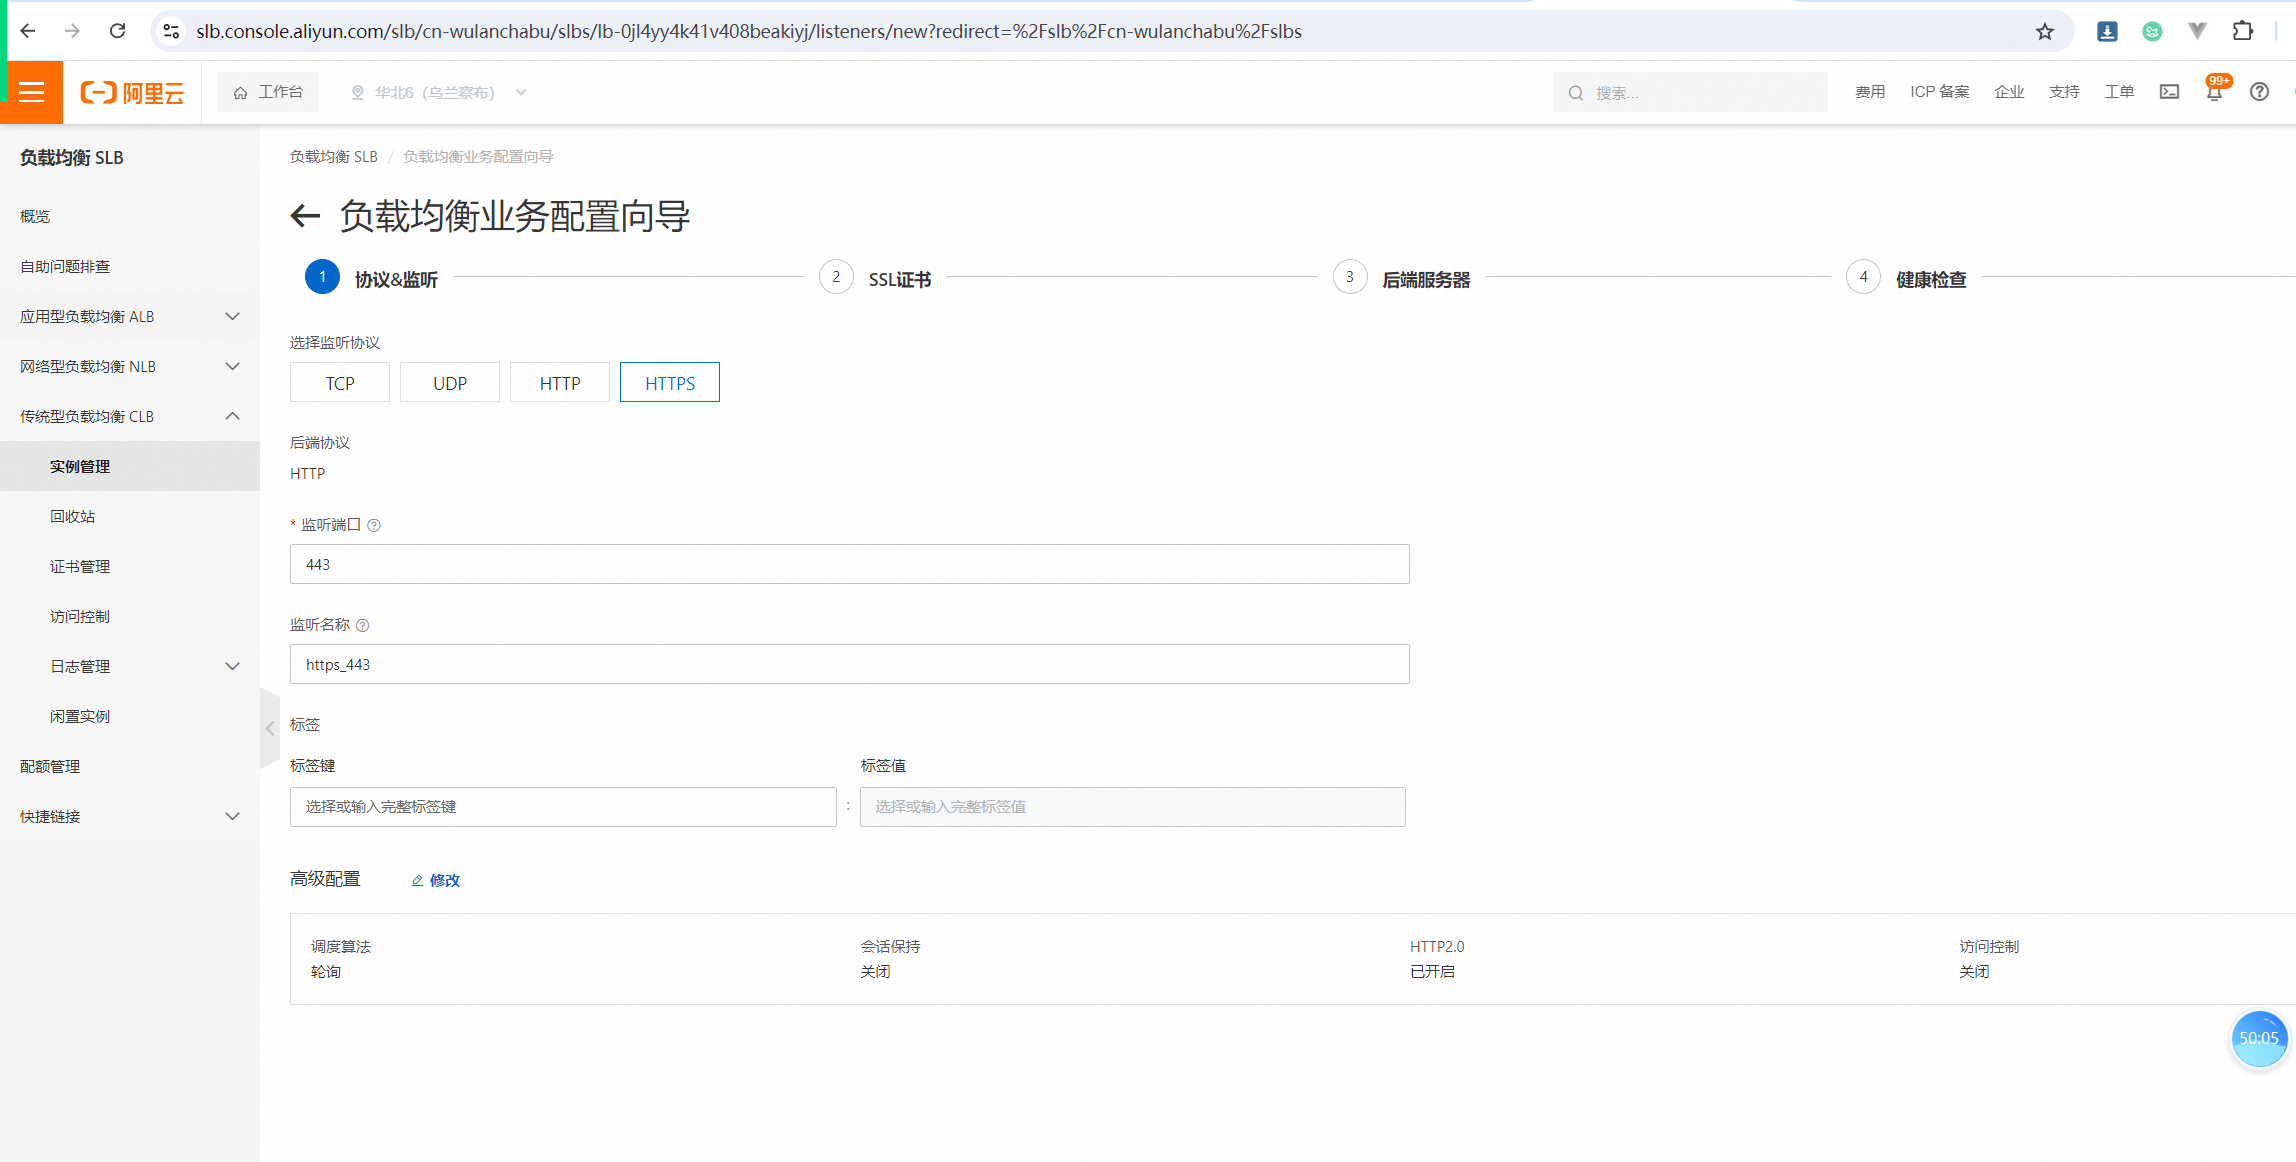 slb.console.aliyun.com/slb/cn-wulanchabu/slbs/lb-0jl4yy4k41v408beakiyj/listeners/new?redirect=%2Fslb%2Fcn-wulanchabu%2Fslbs
阿里云 工作台 华北6（乌兰察布） 搜索... 费用 ICP 备案 企业 支持 工单 99+
负载均衡 SLB
概览
自助问题排查
应用型负载均衡 ALB
网络型负载均衡 NLB
传统型负载均衡 CLB
实例管理
回收站
证书管理
访问控制
日志管理
闲置实例
配额管理
快捷链接
负载均衡 SLB / 负载均衡业务配置向导
负载均衡业务配置向导
1 协议&监听 2 SSL证书 3 后端服务器 4 健康检查
选择监听协议
TCP UDP HTTP HTTPS
后端协议
HTTP
* 监听端口
443
监听名称
https_443
标签
标签键 标签值
选择或输入完整标签键 : 选择或输入完整标签值
高级配置 修改
调度算法 会话保持 HTTP2.0 访问控制
轮询 关闭 已开启 关闭
50:05